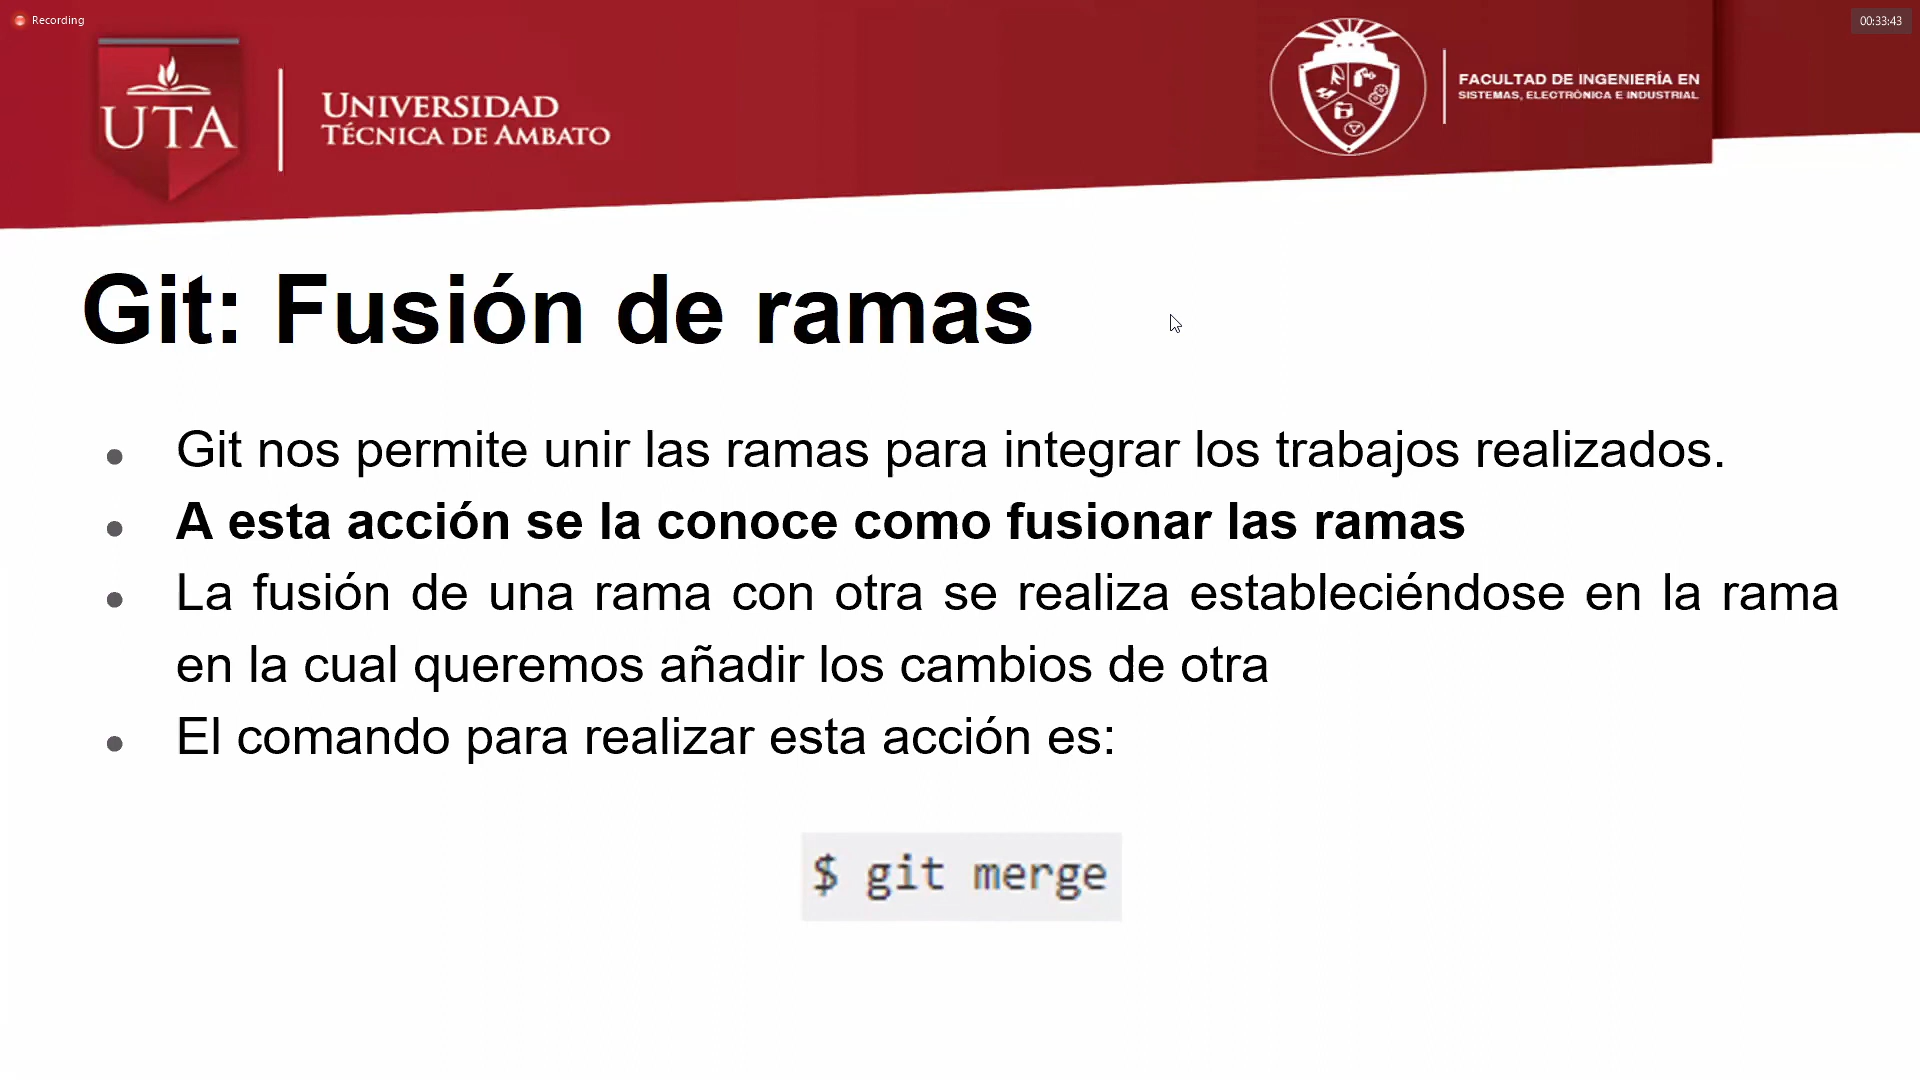 Recording
00:33:43
UTA
UNIVERSIDAD
TÉCNICA DE AMBATO
FACULTAD DE INGENIERÍA EN
SISTEMAS, ELECTRÓNICA E INDUSTRIAL
Git: Fusión de ramas
● Git nos permite unir las ramas para integrar los trabajos realizados.
● A esta acción se la conoce como fusionar las ramas
● La fusión de una rama con otra se realiza estableciéndose en la rama
en la cual queremos añadir los cambios de otra
● El comando para realizar esta acción es:
$ git merge